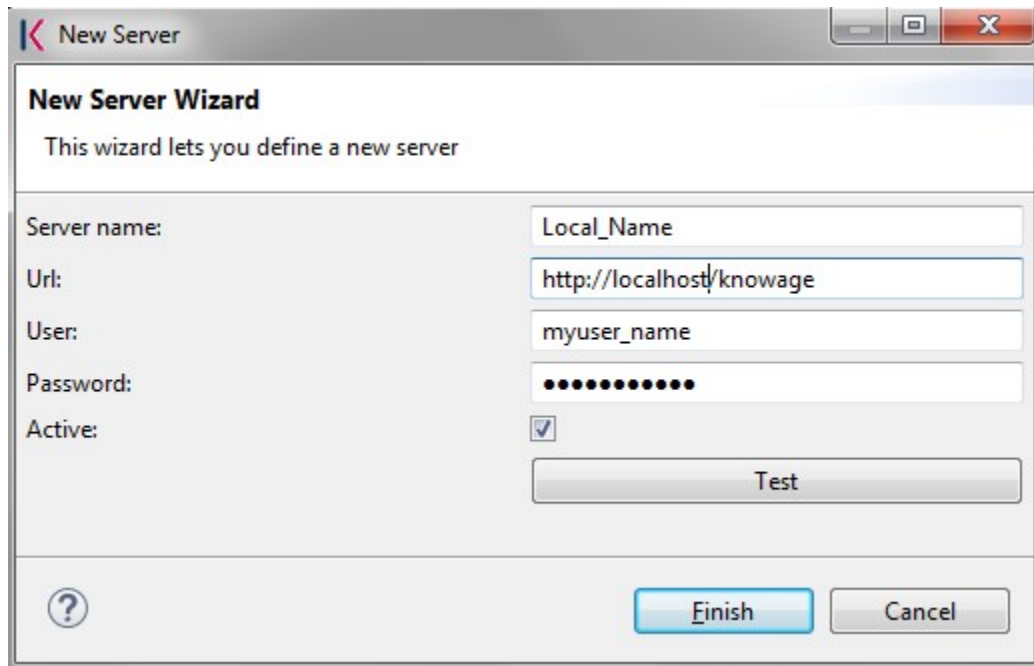 New Server
New Server Wizard
This wizard lets you define a new server
Server name: Local_Name
Url: http://localhost/knowage
User: myuser_name
Password: ●●●●●●●●●●●
Active:
Test
? Finish Cancel